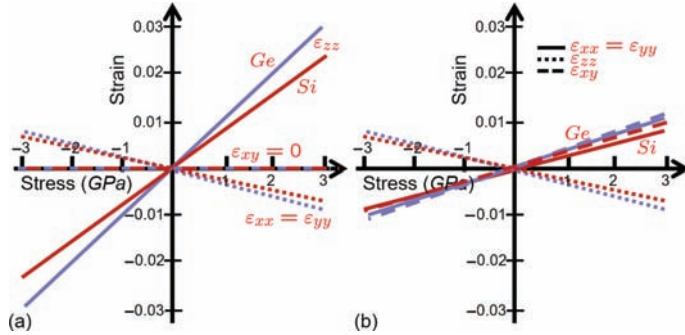 0.03
0.02
0.01
−0.01
−0.02
−0.03
Strain
Stress (GPa)
−3 −2 −1 1 2 3
Ge
Si
εzz
εxy = 0
εxx = εyy
(a)
0.03
0.02
0.01
−0.01
−0.02
−0.03
Strain
Stress (GPa)
−3 −2 −1 1 2 3
εxx = εyy
εzz
εxy
Ge
Si
(b)